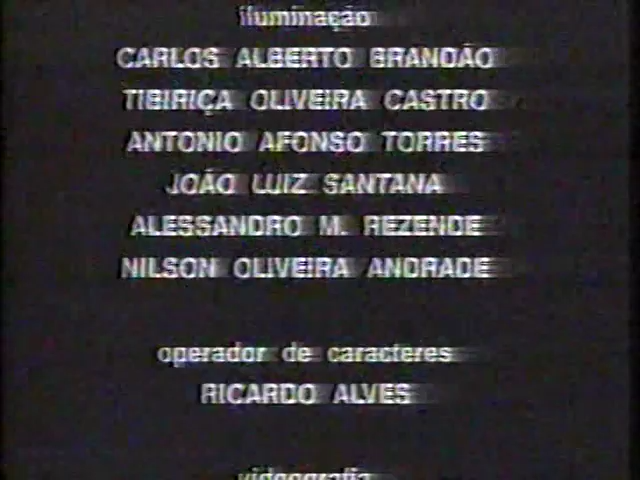 iluminação
CARLOS ALBERTO BRANDÃO
TIBIRIÇA OLIVEIRA CASTRO
ANTONIO AFONSO TORRES
JOÃO LUIZ SANTANA
ALESSANDRO M. REZENDE
NILSON OLIVEIRA ANDRADE
operador de caracteres
RICARDO ALVES
videografia